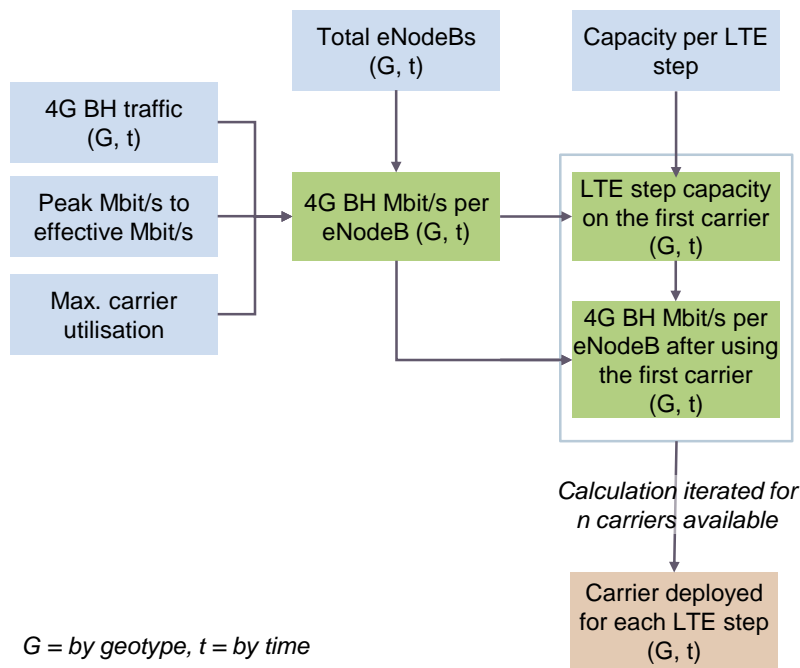 Total eNodeBs
(G, t)
Capacity per LTE
step
4G BH traffic
(G, t)
Peak Mbit/s to
effective Mbit/s
Max. carrier
utilisation
4G BH Mbit/s per
eNodeB (G, t)
LTE step capacity
on the first carrier
(G, t)
4G BH Mbit/s per
eNodeB after using
the first carrier
(G, t)
Calculation iterated for
n carriers available
Carrier deployed
for each LTE step
(G, t)
G = by geotype, t = by time